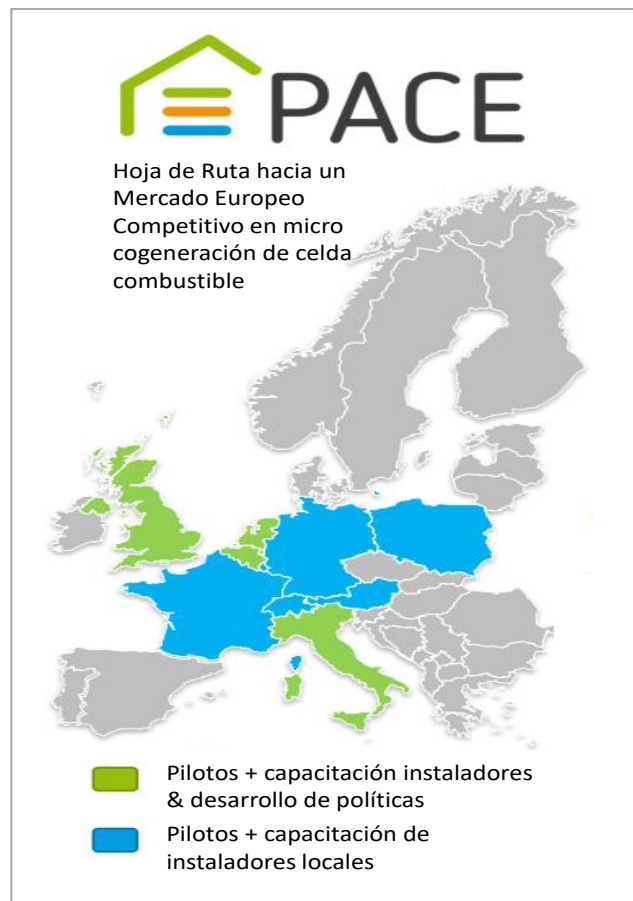 PACE
Hoja de Ruta hacia un
Mercado Europeo
Competitivo en micro
cogeneración de celda
combustible
Pilotos + capacitación instaladores
& desarrollo de políticas
Pilotos + capacitación de
instaladores locales